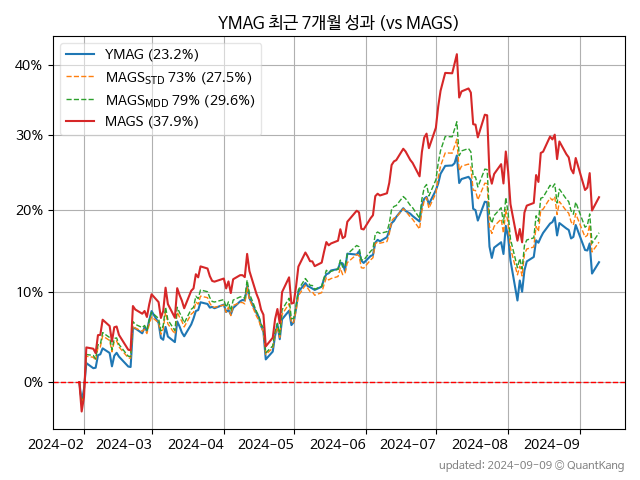 YMAG 최근 7개월 성과 (vs MAGS)
YMAG (23.2%)
MAGS_STD 73% (27.5%)
MAGS_MDD 79% (29.6%)
MAGS (37.9%)
40%
30%
20%
10%
0%
2024-02 2024-03 2024-04 2024-05 2024-06 2024-07 2024-08 2024-09
updated: 2024-09-09 © QuantKang